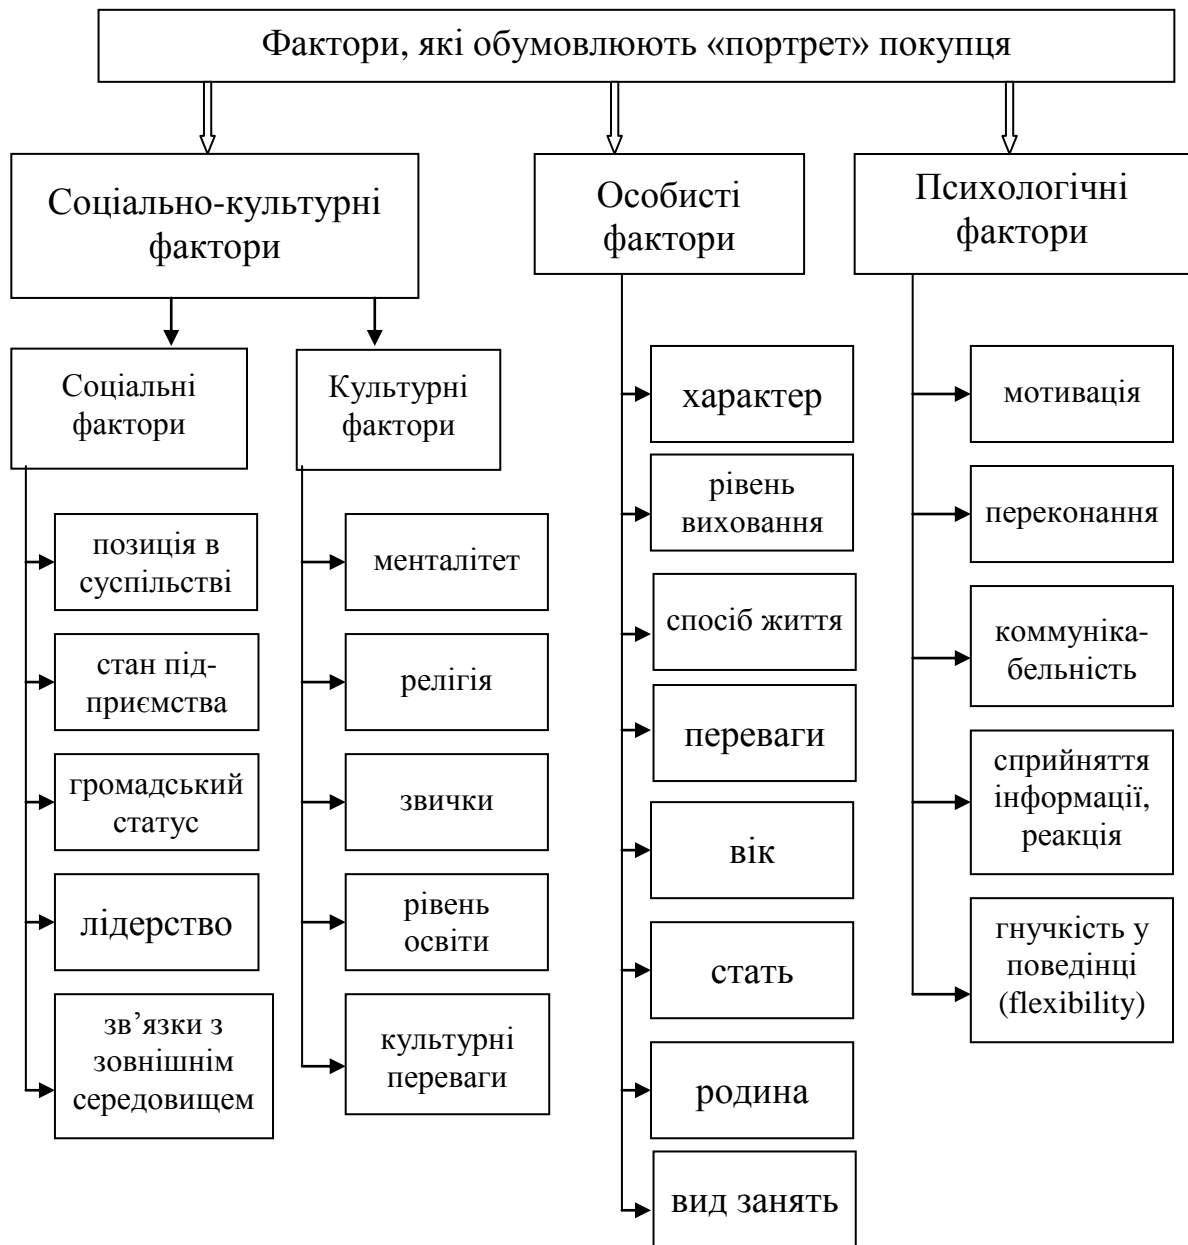 Фактори, які обумовлюють «портрет» покупця
Соціально-культурні
фактори
Соціальні
фактори
позиція в
суспільстві
стан під-
приємства
громадський
статус
лідерство
зв’язки з
зовнішнім
середовищем
Культурні
фактори
менталітет
релігія
звички
рівень
освіти
культурні
переваги
Особисті
фактори
характер
рівень
виховання
спосіб життя
переваги
вік
стать
родина
вид занять
Психологічні
фактори
мотивація
переконання
коммуніка-
бельність
сприйняття
інформації,
реакція
гнучкість у
поведінці
(flexibility)